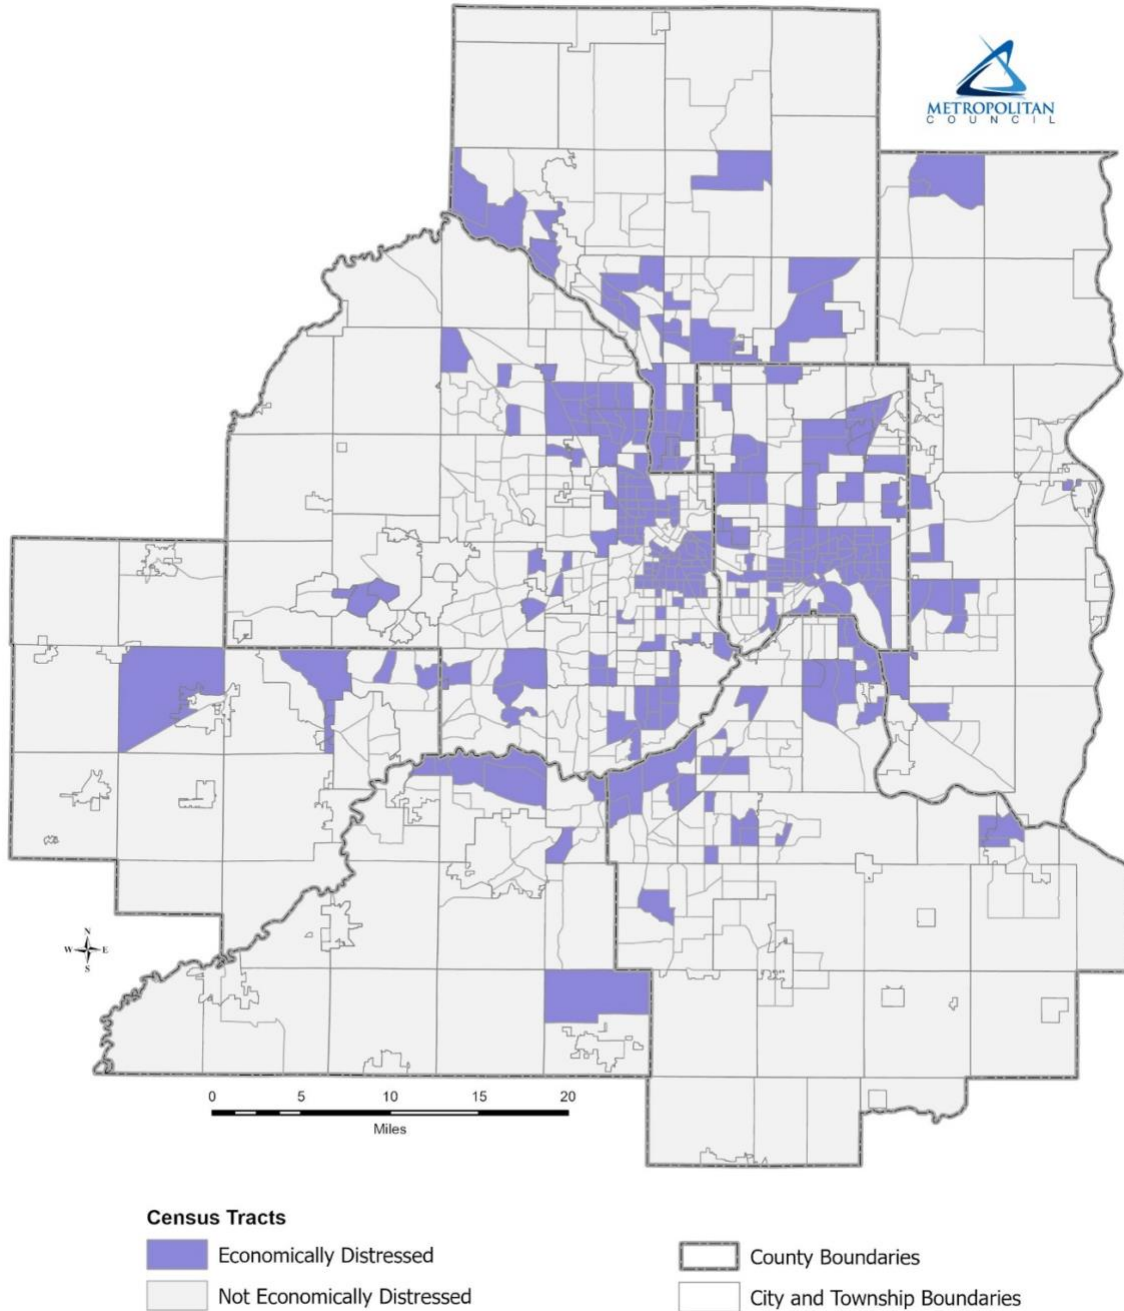 METROPOLITAN
COUNCIL
N
W E
S
0 5 10 15 20
Miles
Census Tracts
Economically Distressed
County Boundaries
Not Economically Distressed
City and Township Boundaries